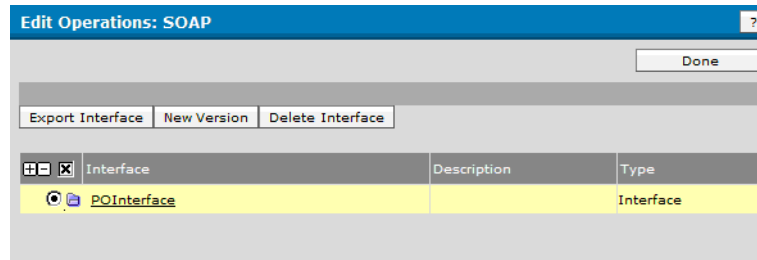 Edit Operations: SOAP ?
Done
Export Interface New Version Delete Interface
Interface Description Type
POInterface Interface